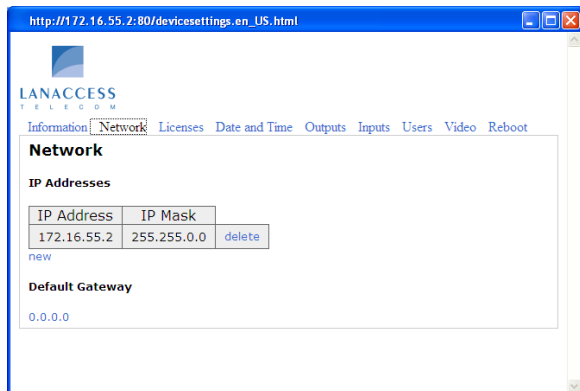 http://172.16.55.2:80/devicesettings.en_US.html
LANACCESS
TELECOM
Information Network Licenses Date and Time Outputs Inputs Users Video Reboot
Network
IP Addresses
IP Address IP Mask
172.16.55.2 255.255.0.0 delete
new
Default Gateway
0.0.0.0